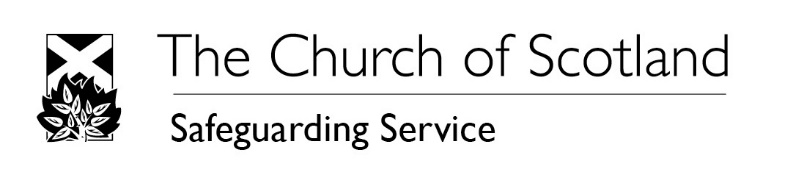 The Church of Scotland
Safeguarding Service